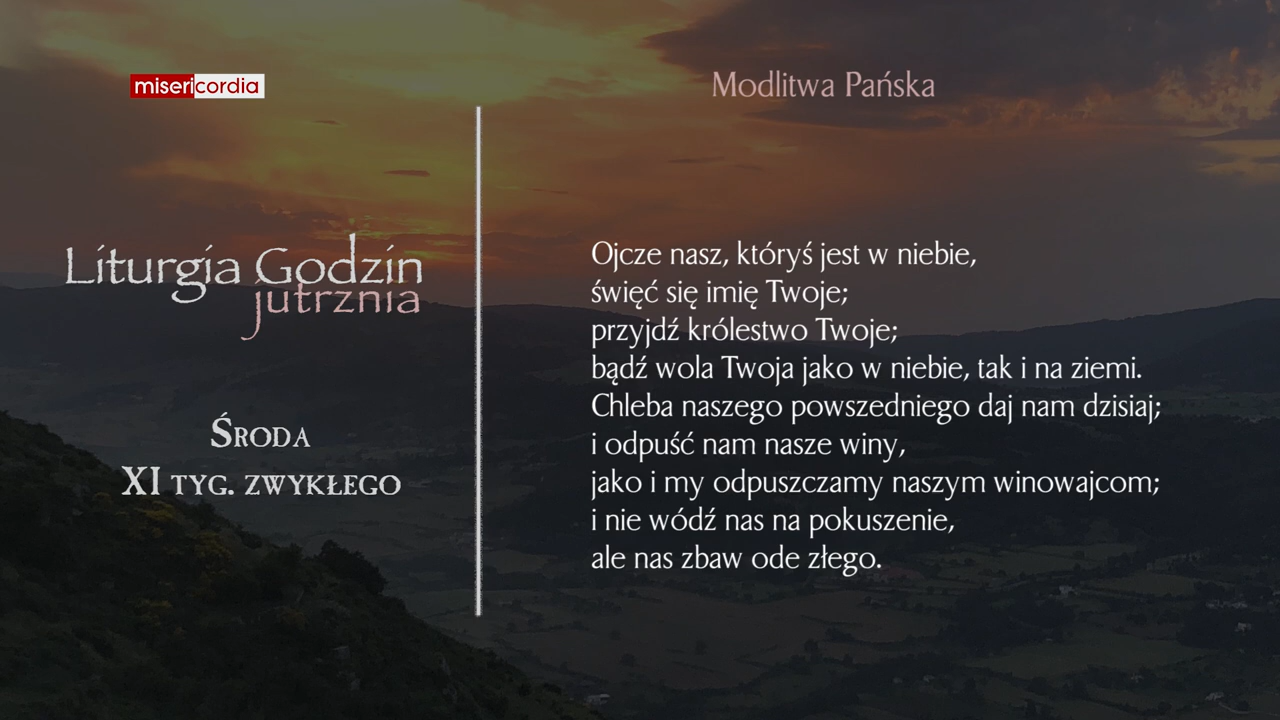 misericordia
Liturgia Godzin
jutrznia
Środa
XI tyg. zwykłego
Modlitwa Pańska
Ojcze nasz, któryś jest w niebie,
święć się imię Twoje;
przyjdź królestwo Twoje;
bądź wola Twoja jako w niebie, tak i na ziemi.
Chleba naszego powszedniego daj nam dzisiaj;
i odpuść nam nasze winy,
jako i my odpuszczamy naszym winowajcom;
i nie wódź nas na pokuszenie,
ale nas zbaw ode złego.